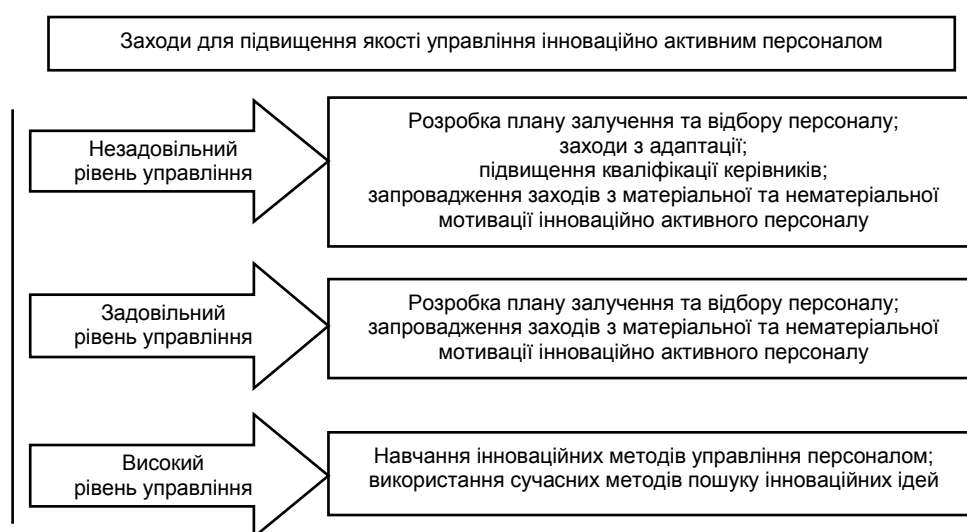 Заходи для підвищення якості управління інноваційно активним персоналом
Незадовільний
рівень управління
Розробка плану залучення та відбору персоналу;
заходи з адаптації;
підвищення кваліфікації керівників;
запровадження заходів з матеріальної та нематеріальної
мотивації інноваційно активного персоналу
Задовільний
рівень управління
Розробка плану залучення та відбору персоналу;
запровадження заходів з матеріальної та нематеріальної
мотивації інноваційно активного персоналу
Високий
рівень управління
Навчання інноваційних методів управління персоналом;
використання сучасних методів пошуку інноваційних ідей